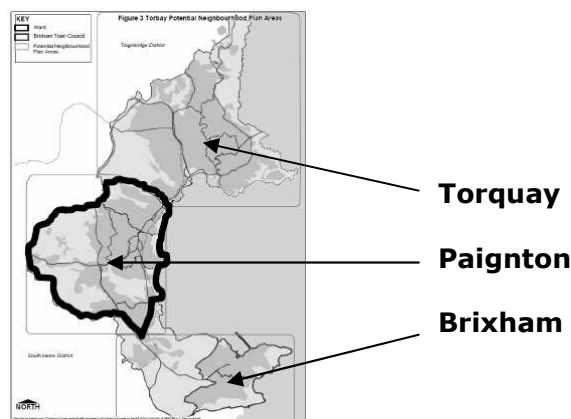 Figure 3 Torbay Potential Neighbourhood Plan Areas
KEY
Ward
Brixham Town Council
Potential Neighbourhood
Plan Areas
Teignbridge District
Torquay
Paignton
Brixham
South Hams District
NORTH